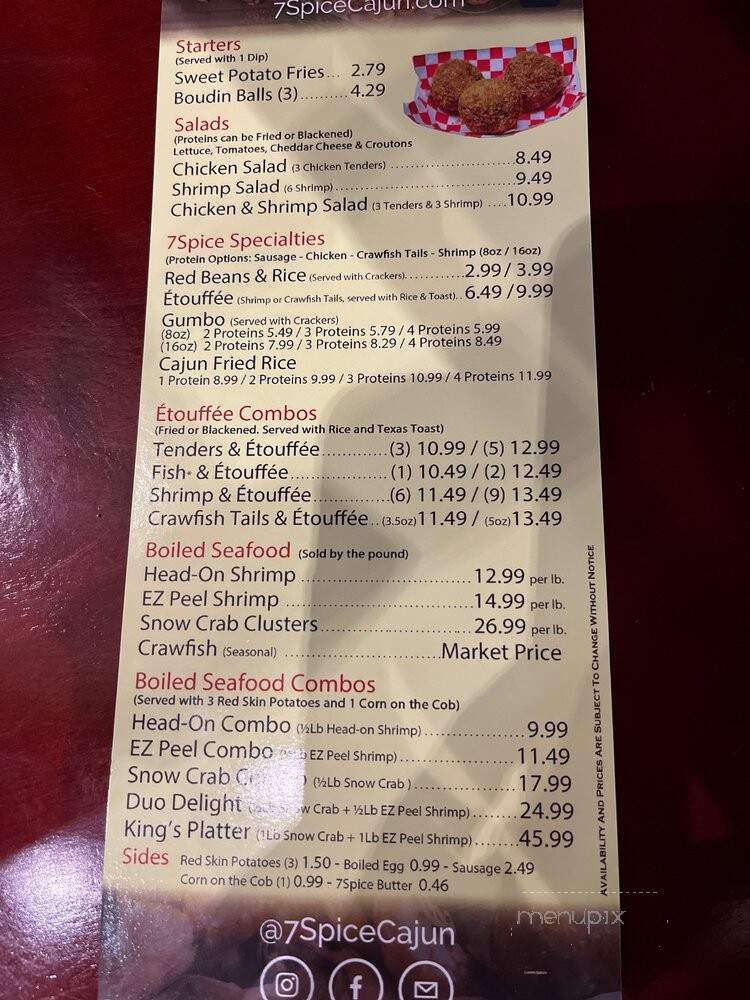 7SpiceCajun.com
Starters
(Served with 1 Dip)
Sweet Potato Fries... 2.79
Boudin Balls (3).......... 4.29
Salads
(Proteins can be Fried or Blackened)
Lettuce, Tomatoes, Cheddar Cheese & Croutons
Chicken Salad (3 Chicken Tenders) ..............................8.49
Shrimp Salad (6 Shrimp) ..........................................9.49
Chicken & Shrimp Salad (3 Tenders & 3 Shrimp) ....10.99
7Spice Specialties
(Protein Options: Sausage - Chicken - Crawfish Tails - Shrimp (8oz / 16oz)
Red Beans & Rice (Served with Crackers)............2.99 / 3.99
Étouffée (Shrimp or Crawfish Tails, served with Rice & Toast).. 6.49 /9.99
Gumbo (Served with Crackers)
(8oz) 2 Proteins 5.49 / 3 Proteins 5.79 / 4 Proteins 5.99
(16oz) 2 Proteins 7.99 / 3 Proteins 8.29 / 4 Proteins 8.49
Cajun Fried Rice
1 Protein 8.99 / 2 Proteins 9.99 / 3 Proteins 10.99 / 4 Proteins 11.99
Étouffée Combos
(Fried or Blackened. Served with Rice and Texas Toast)
Tenders & Étouffée.............(3) 10.99 / (5) 12.99
Fish* & Étouffée...................(1) 10.49 / (2) 12.49
Shrimp & Étouffée...............(6) 11.49 / (9) 13.49
Crawfish Tails & Étouffée.. (3.5oz)11.49 / (5oz)13.49
Boiled Seafood (Sold by the pound)
Head-On Shrimp ..............................12.99 per lb.
EZ Peel Shrimp .................................14.99 per lb.
Snow Crab Clusters...........................26.99 per lb.
Crawfish (Seasonal) ...........................Market Price
Boiled Seafood Combos
(Served with 3 Red Skin Potatoes and 1 Corn on the Cob)
Head-On Combo (½Lb Head-on Shrimp)..................9.99
EZ Peel Combo EZ Peel Shrimp).....................11.49
Snow Crab (½Lb Snow Crab )...................17.99
Duo Delight Snow Crab + ½Lb EZ Peel Shrimp)........24.99
King's Platter (1Lb Snow Crab + 1Lb EZ Peel Shrimp).......45.99
Sides Red Skin Potatoes (3) 1.50 - Boiled Egg 0.99 - Sausage 2.49
Corn on the Cob (1) 0.99 - 7Spice Butter 0.46
Availability And Prices Are Subject To Change Without Notice
@7SpiceCajun
menupix